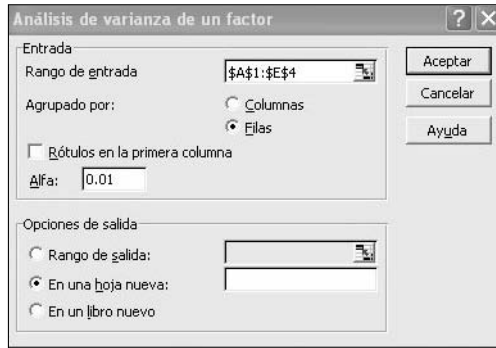 Análisis de varianza de un factor
Entrada
Rango de entrada
$A$1:$E$4
Agrupado por:
Columnas
Filas
Rótulos en la primera columna
Alfa:
0.01
Aceptar
Cancelar
Ayuda
Opciones de salida
Rango de salida:
En una hoja nueva:
En un libro nuevo